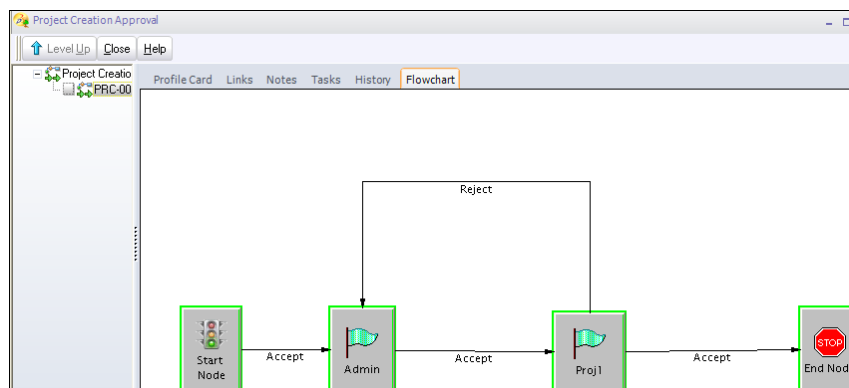 Project Creation Approval
Level Up Close Help
Project Creatio
PRC-00
Profile Card Links Notes Tasks History Flowchart
Reject
Start
Node
Accept
Admin
Accept
Proj1
Accept
STOP
End Nod